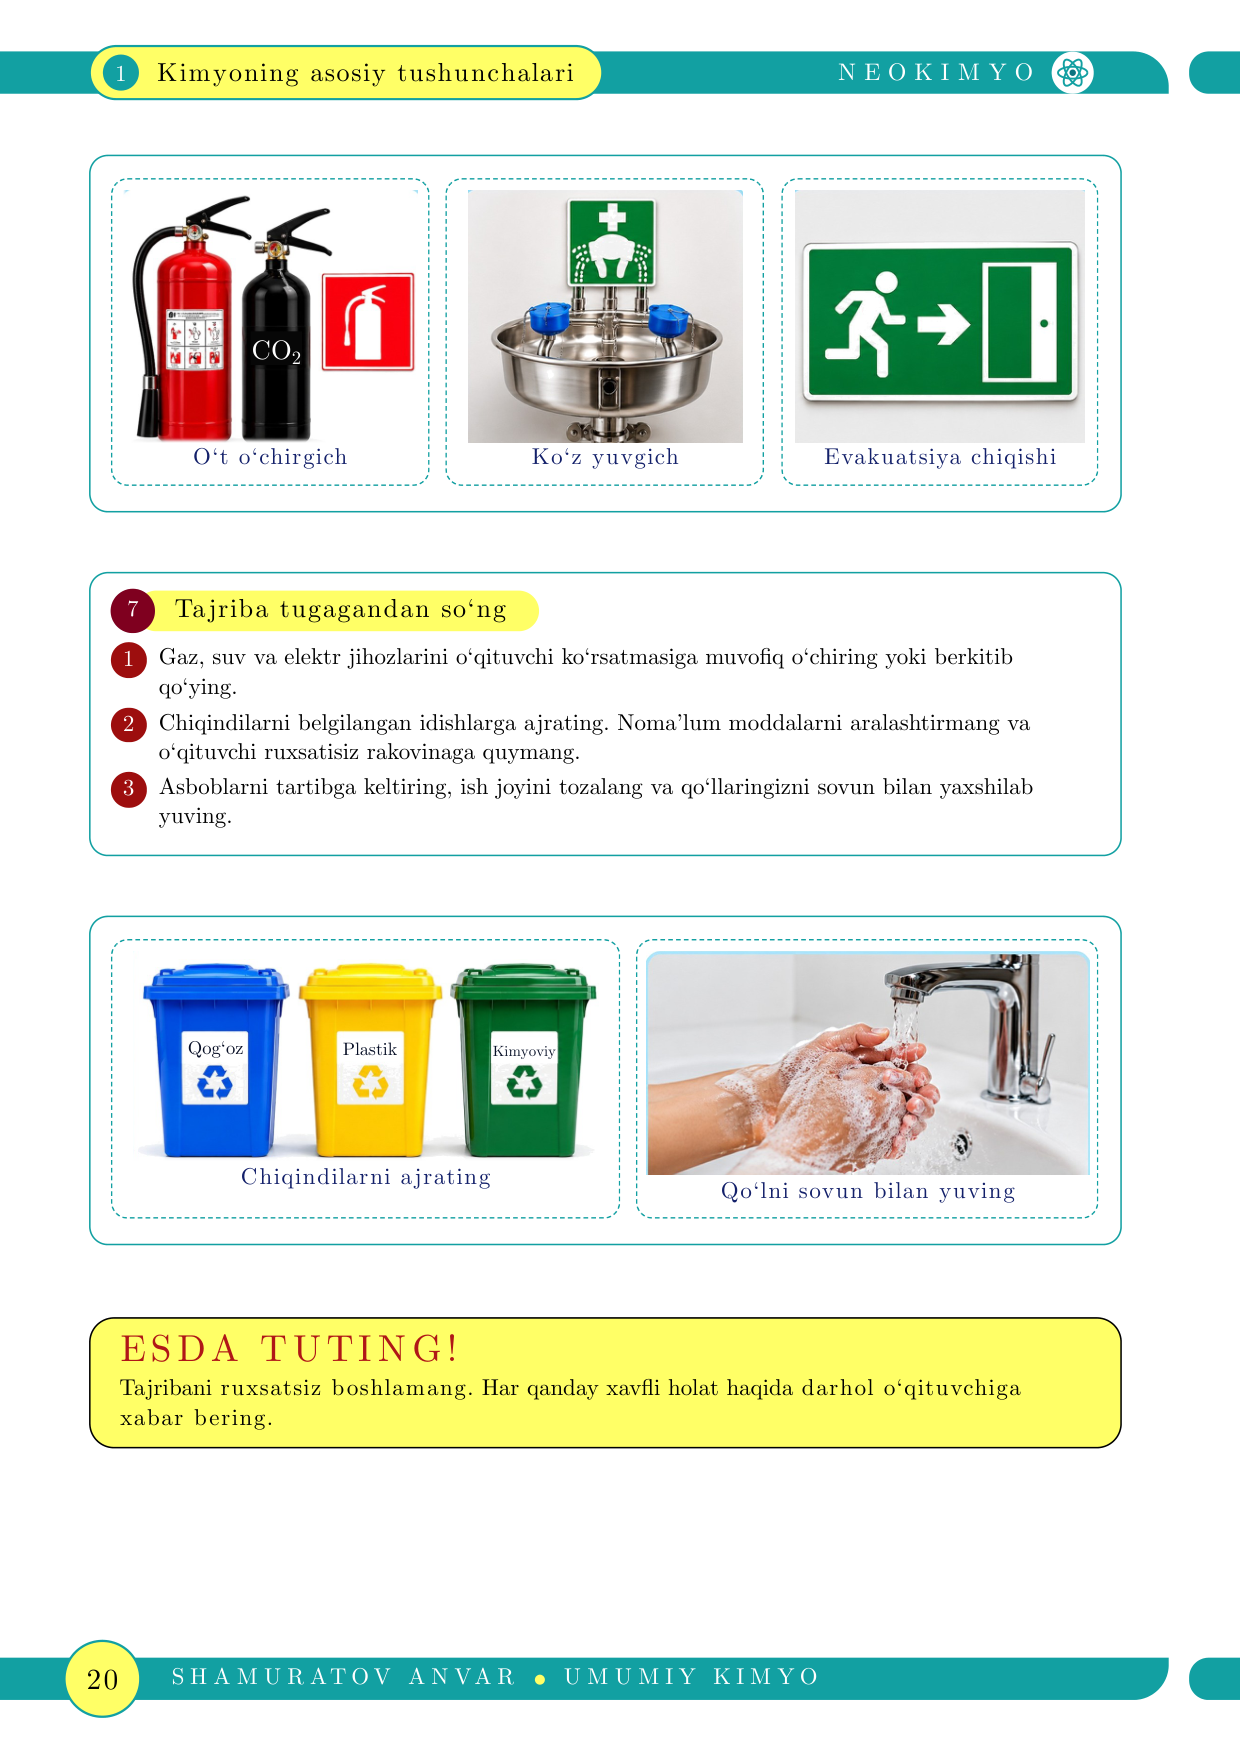 1 Kimyoning asosiy tushunchalari
NEOKIMYO
CO₂
O‘t o‘chirgich
Ko‘z yuvgich
Evakuatsiya chiqishi
7 Tajriba tugagandan so‘ng
1 Gaz, suv va elektr jihozlarini o‘qituvchi ko‘rsatmasiga muvofiq o‘chiring yoki berkitib
qo‘ying.
2 Chiqindilarni belgilangan idishlarga ajrating. Noma’lum moddalarni aralashtirmang va
o‘qituvchi ruxsatisiz rakovinaga quymang.
3 Asboblarni tartibga keltiring, ish joyini tozalang va qo‘llaringizni sovun bilan yaxshilab
yuving.
Qog‘oz
Plastik
Kimyoviy
Chiqindilarni ajrating
Qo‘lni sovun bilan yuving
ESDA TUTING!
Tajribani ruxsatsiz boshlamang. Har qanday xavfli holat haqida darhol o‘qituvchiga
xabar bering.
20 SHAMURATOV ANVAR • UMUMIY KIMYO